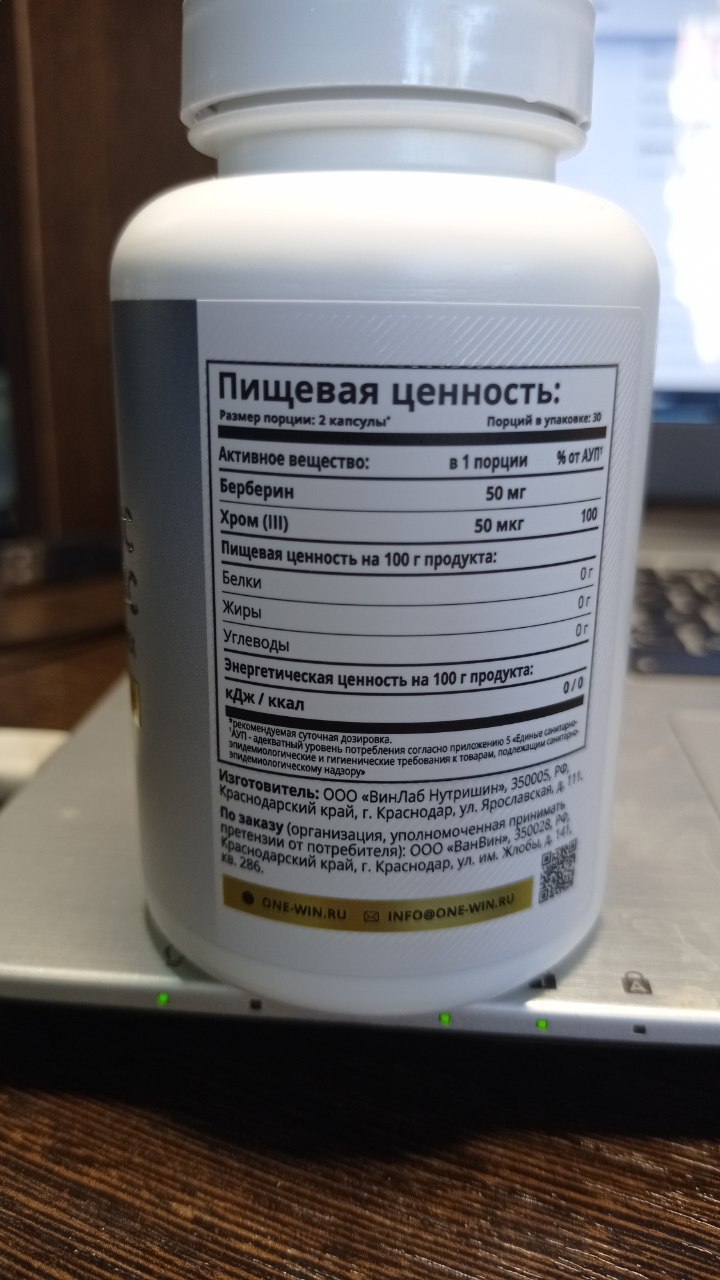 Пищевая ценность:
Размер порции: 2 капсулы* Порций в упаковке: 30
Активное вещество: в 1 порции % от АУП¹
Берберин 50 мг
Хром (III) 50 мкг 100
Пищевая ценность на 100 г продукта:
Белки 0 г
Жиры 0 г
Углеводы 0 г
Энергетическая ценность на 100 г продукта:
кДж / ккал 0 / 0
*рекомендуемая суточная дозировка.
¹АУП - адекватный уровень потребления согласно приложению 5 «Единые санитарно-
эпидемиологические и гигиенические требования к товарам, подлежащим санитарно-
эпидемиологическому надзору»
Изготовитель: ООО «ВинЛаб Нутришин», 350005, РФ,
Краснодарский край, г. Краснодар, ул. Ярославская, д. 111.
По заказу (организация, уполномоченная принимать
претензии от потребителя): ООО «ВанВин», 350028, РФ,
Краснодарский край, г. Краснодар, ул. им. Жлобы, д. 141,
кв. 286.
ONE-WIN.RU INFO@ONE-WIN.RU